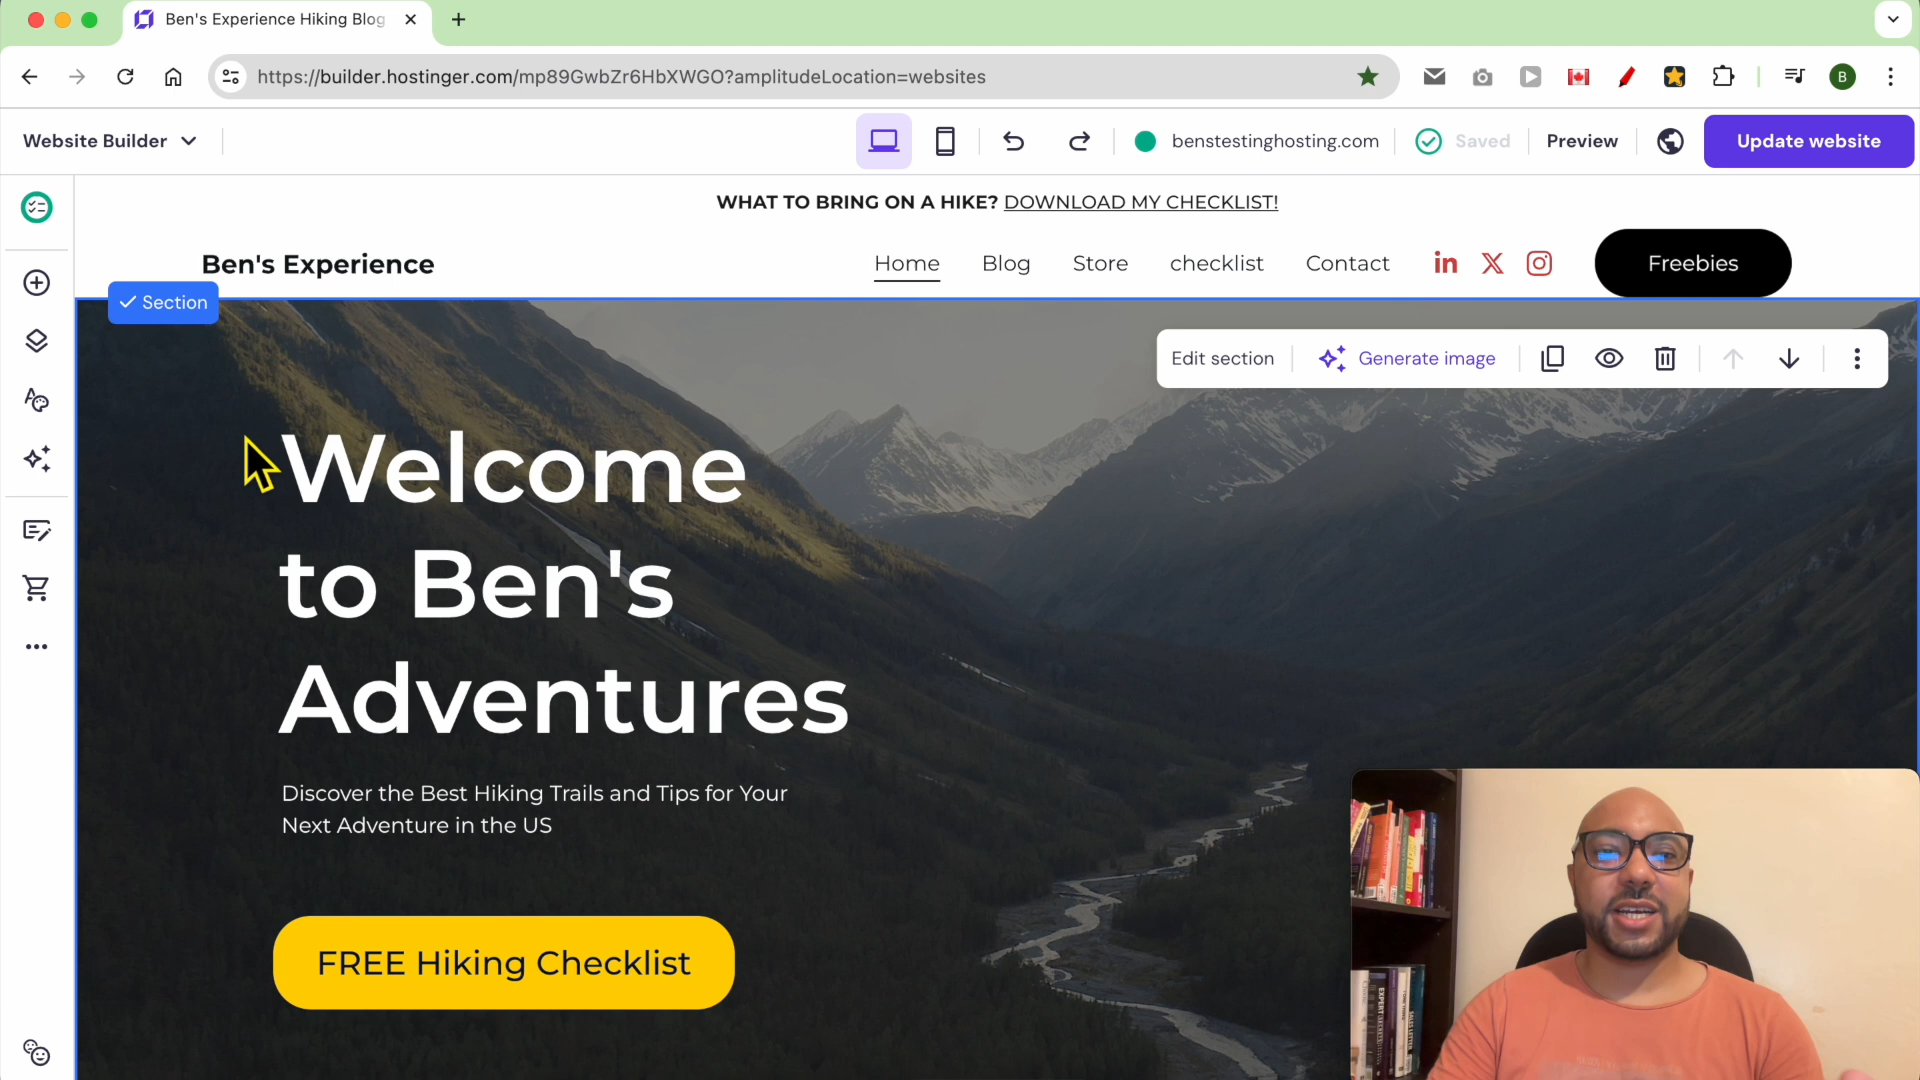 Ben's Experience Hiking Blog
https://builder.hostinger.com/mp89GwbZr6HbXWGO?amplitudeLocation=websites
B
Website Builder
benstestinghosting.com
Saved
Preview
Update website
WHAT TO BRING ON A HIKE? DOWNLOAD MY CHECKLIST!
Ben's Experience
Home
Blog
Store
checklist
Contact
in
X
Freebies
Section
Edit section
Generate image
Welcome
to Ben's
Adventures
Discover the Best Hiking Trails and Tips for Your
Next Adventure in the US
FREE Hiking Checklist